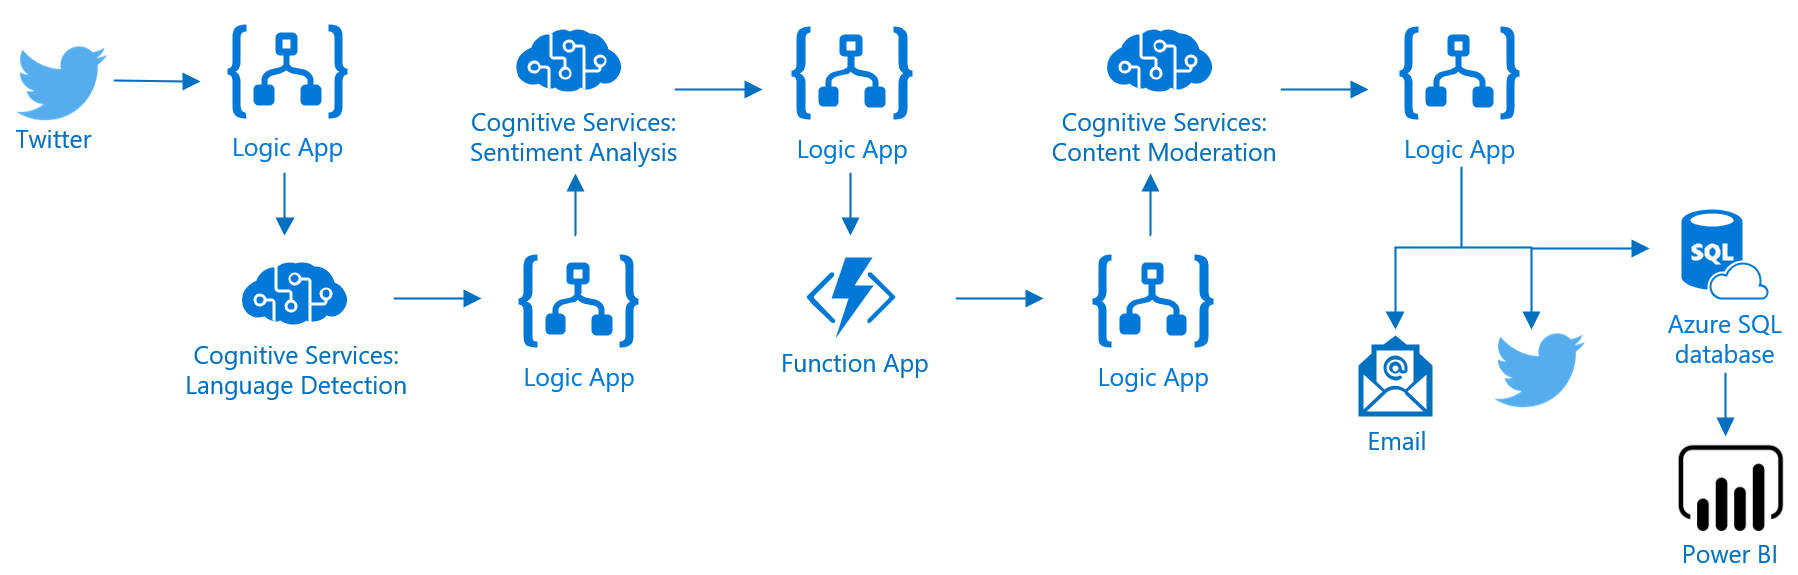 Twitter
Logic App
Cognitive Services:
Language Detection
Logic App
Cognitive Services:
Sentiment Analysis
Logic App
Function App
Logic App
Cognitive Services:
Content Moderation
Logic App
@
Email
SQL
Azure SQL
database
Power BI